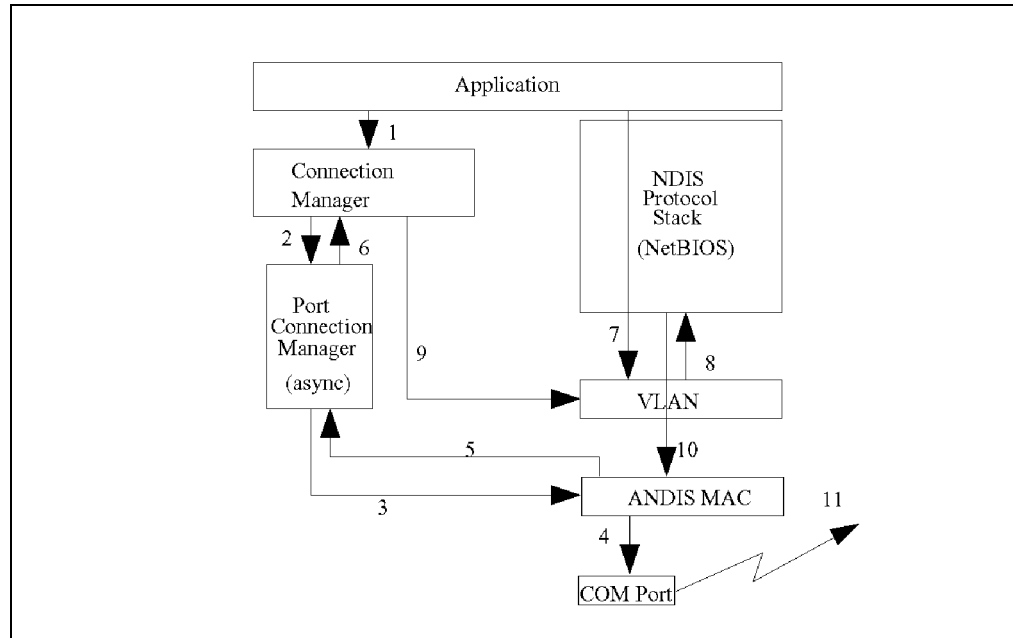 Application
1
Connection
Manager
NDIS
Protocol
Stack
(NetBIOS)
2
6
Port
Connection
Manager
(async)
9
7
8
VLAN
5
10
3
ANDIS MAC
11
4
COM Port